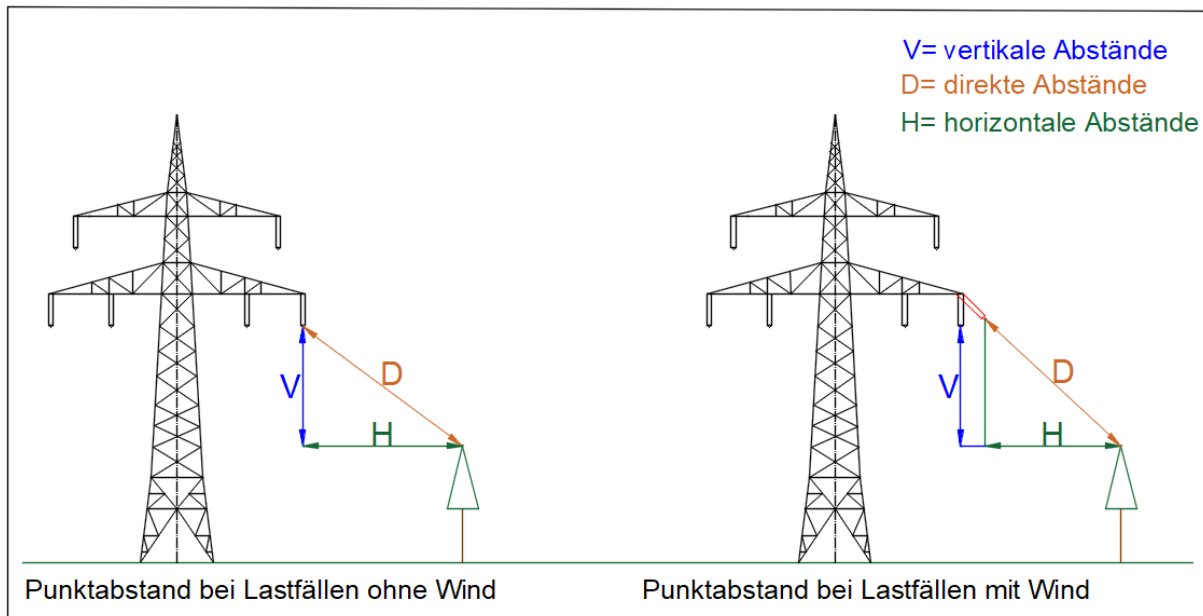 V= vertikale Abstände
D= direkte Abstände
H= horizontale Abstände
V
D
H
V
D
H
Punktabstand bei Lastfällen ohne Wind
Punktabstand bei Lastfällen mit Wind